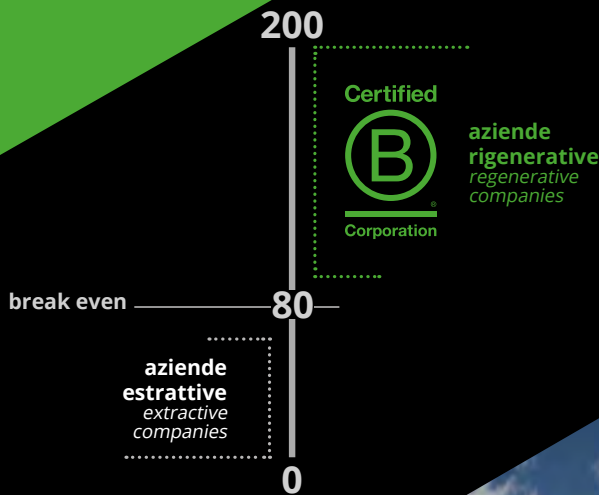 200
Certified
B
®
Corporation
aziende
rigenerative
regenerative
companies
break even
80
aziende
estrattive
extractive
companies
0